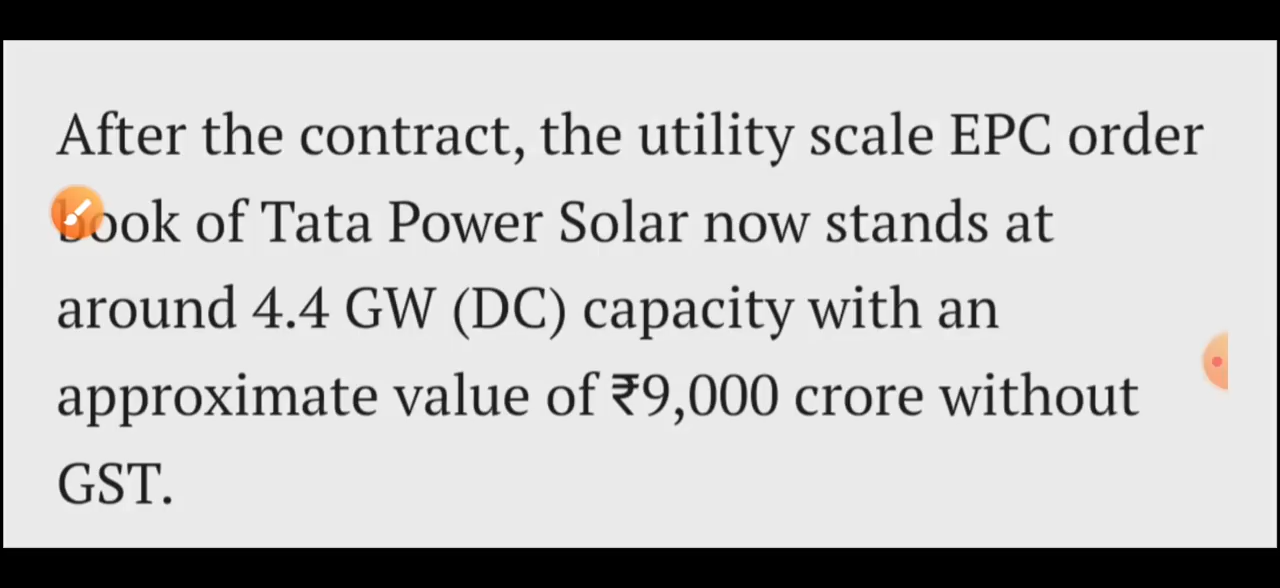 After the contract, the utility scale EPC order
book of Tata Power Solar now stands at
around 4.4 GW (DC) capacity with an
approximate value of ₹9,000 crore without
GST.